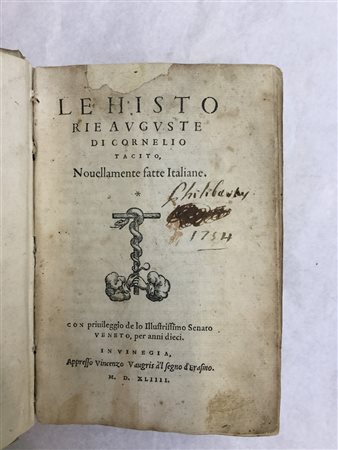 LE HISTO
RIE AVGVSTE
DI CORNELIO
TACITO,
Nouellamente fatte Italiane.
*
1734
CON priuileggio de lo Illustrissimo Senato
VENETO, per anni dieci.
IN VINEGIA,
Appresso Vincenzo Vaugris a'l segno d'Erasmo.
M. D. XLIIII.